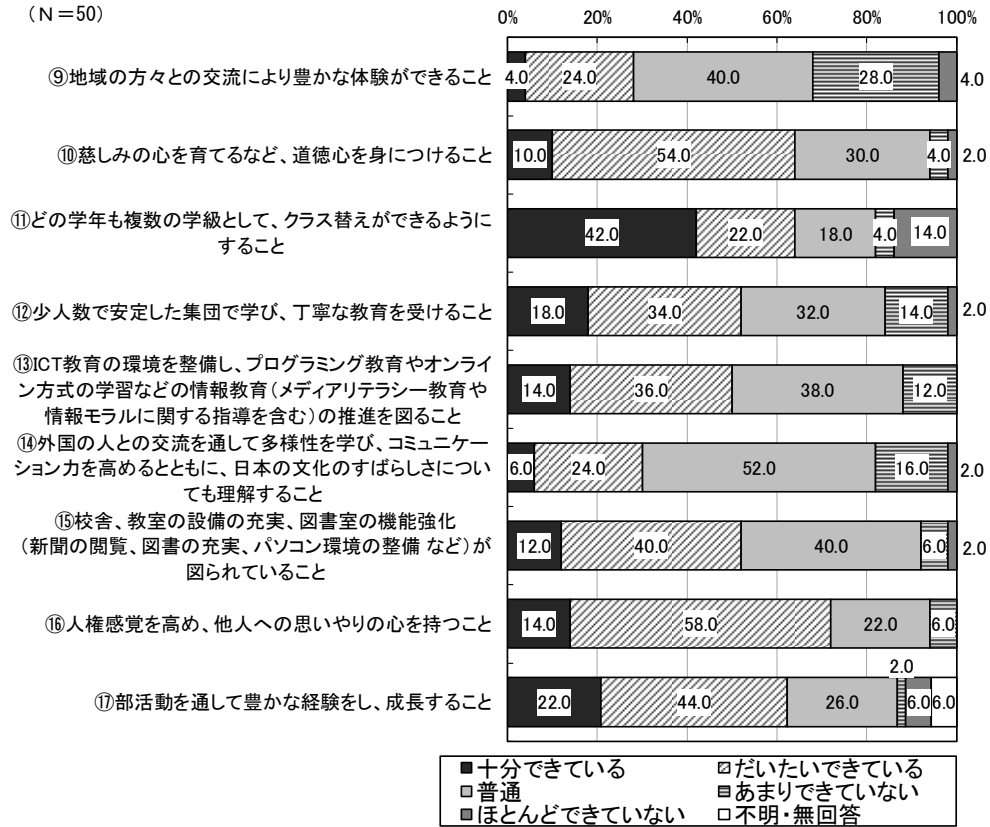 （Ｎ＝50）
0% 20% 40% 60% 80% 100%
⑨地域の方々との交流により豊かな体験ができること
4.0 24.0 40.0 28.0 4.0
⑩慈しみの心を育てるなど、道徳心を身につけること
10.0 54.0 30.0 4.0 2.0
⑪どの学年も複数の学級として、クラス替えができるように
すること
42.0 22.0 18.0 4.0 14.0
⑫少人数で安定した集団で学び、丁寧な教育を受けること
18.0 34.0 32.0 14.0 2.0
⑬ICT教育の環境を整備し、プログラミング教育やオンライ
ン方式の学習などの情報教育（メディアリテラシー教育や
情報モラルに関する指導を含む）の推進を図ること
14.0 36.0 38.0 12.0
⑭外国の人との交流を通して多様性を学び、コミュニケー
ション力を高めるとともに、日本の文化のすばらしさについ
ても理解すること
6.0 24.0 52.0 16.0 2.0
⑮校舎、教室の設備の充実、図書室の機能強化
（新聞の閲覧、図書の充実、パソコン環境の整備 など）が
図られていること
12.0 40.0 40.0 6.0 2.0
⑯人権感覚を高め、他人への思いやりの心を持つこと
14.0 58.0 22.0 6.0
⑰部活動を通して豊かな経験をし、成長すること
22.0 44.0 26.0 2.0 6.0 6.0
十分できている だいたいできている
普通 あまりできていない
ほとんどできていない 不明・無回答